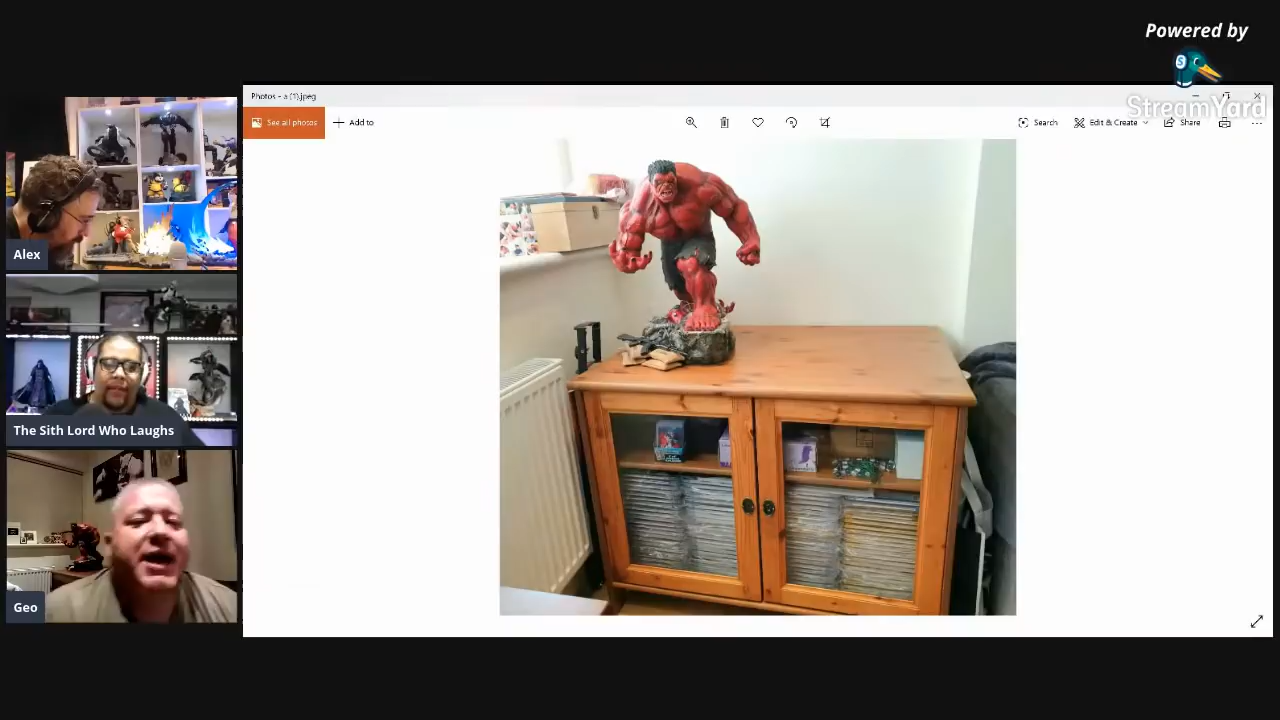 Powered by
StreamYard
Photos - a (1).jpeg
See all photos
Add to
Search
Edit & Create
Share
Alex
The Sith Lord Who Laughs
Geo